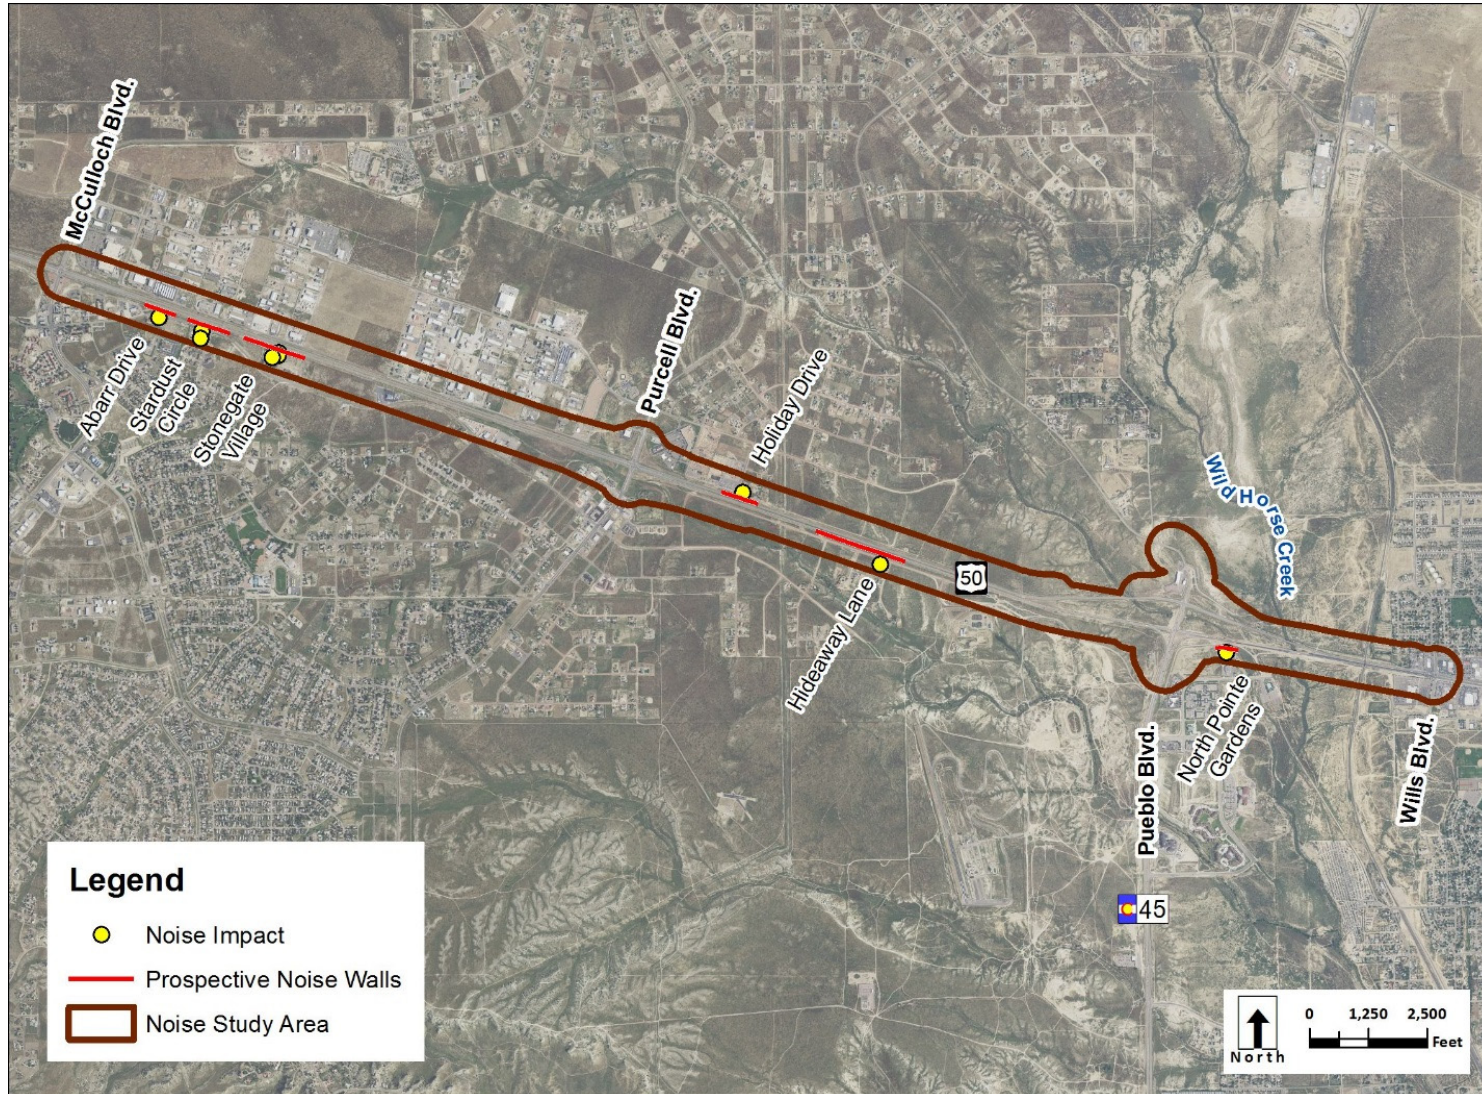 McCulloch Blvd.
Abarr Drive
Stardust
Circle
Stonegate
Village
Purcell Blvd.
Holiday Drive
Hideaway Lane
50
Wild Horse Creek
North Pointe
Gardens
Pueblo Blvd.
Wills Blvd.
45
Legend
Noise Impact
Prospective Noise Walls
Noise Study Area
North
0 1,250 2,500
Feet